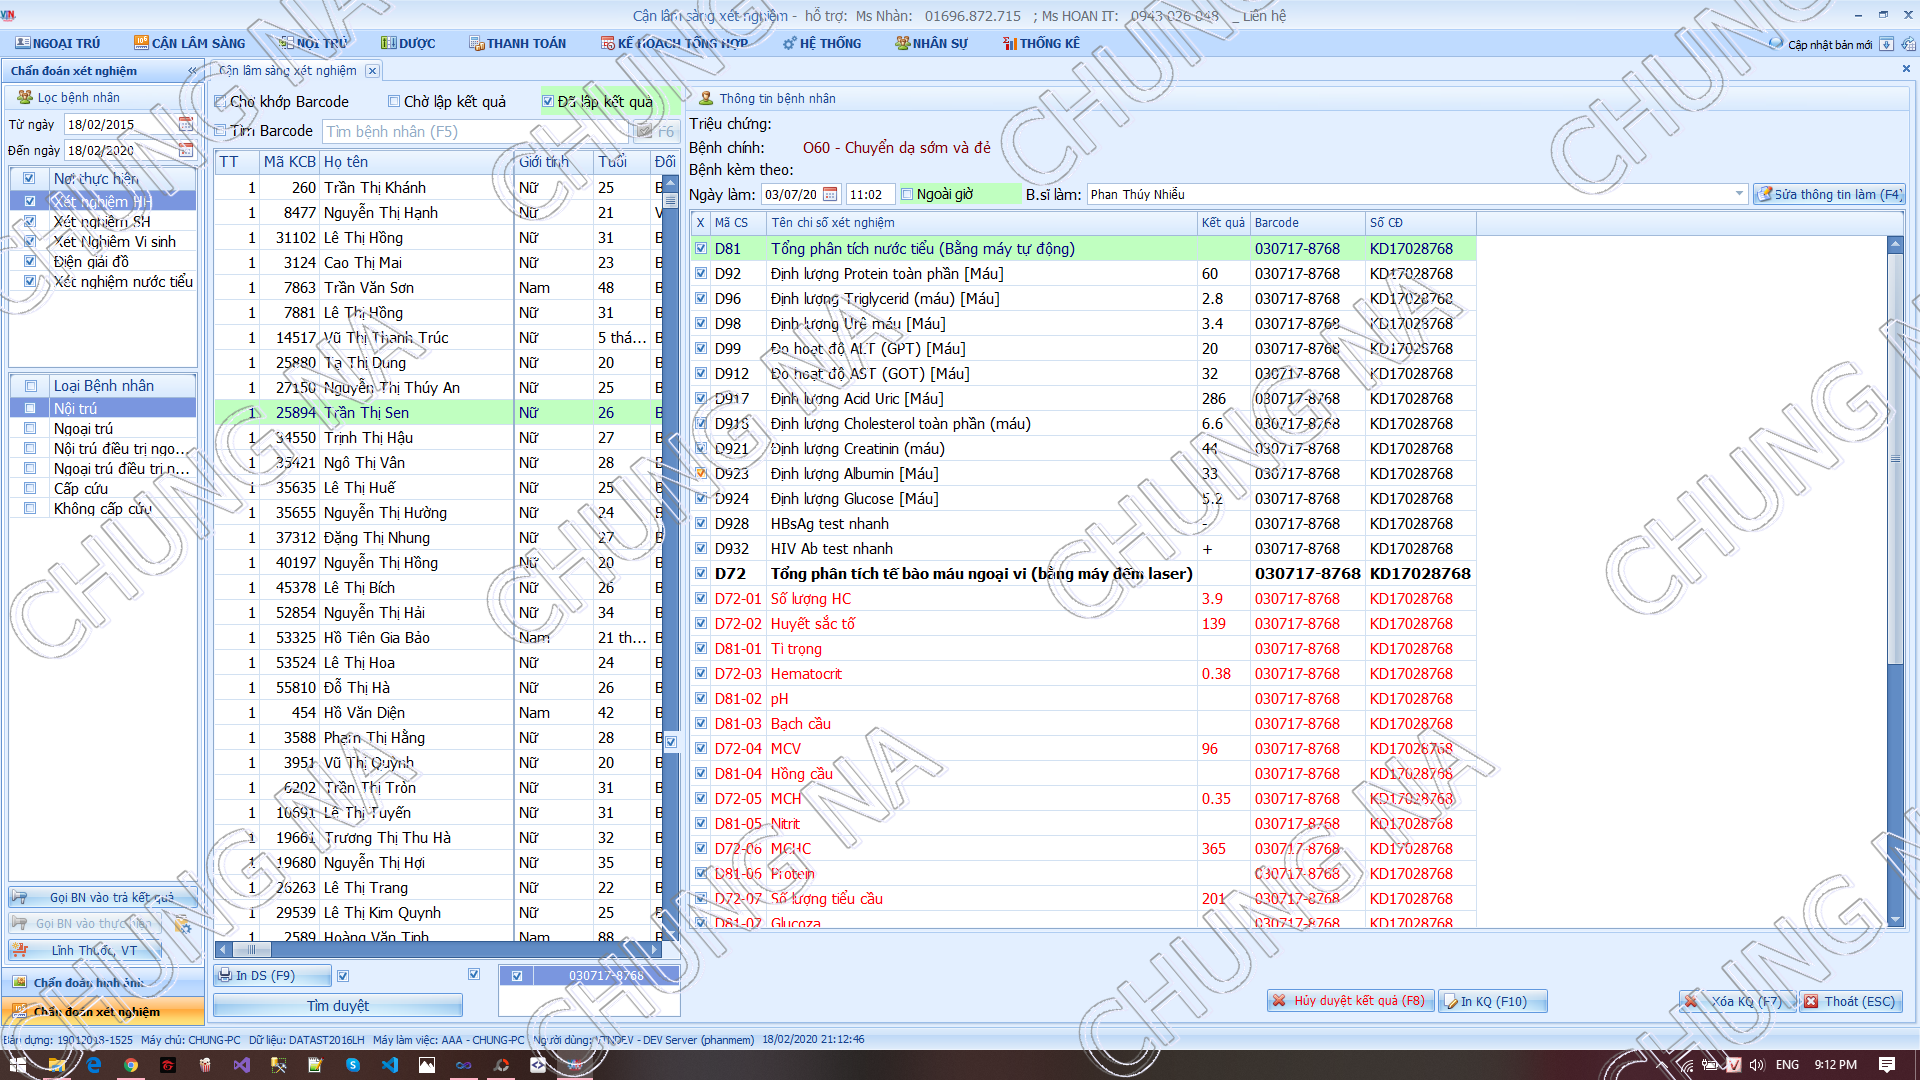 Cận lâm sàng xét nghiệm - hỗ trợ: Ms Nhàn: 01696.872.715 ; Ms HOAN IT: 0943 026 048 _ Liên hệ
NGOẠI TRÚ CẬN LÂM SÀNG NỘI TRÚ DƯỢC THANH TOÁN KẾ HOẠCH TỔNG HỢP HỆ THỐNG NHÂN SỰ THỐNG KÊ Cập nhật bản mới
Chẩn đoán xét nghiệm
Lọc bệnh nhân
Từ ngày 18/02/2015
Đến ngày 18/02/2020
Nơi thực hiện
Xét nghiệm HH
Xét nghiệm SH
Xét Nghiệm Vi sinh
Điện giải đồ
Xét nghiệm nước tiểu
Loại Bệnh nhân
Nội trú
Ngoại trú
Nội trú điều trị ngo...
Ngoại trú điều trị n...
Cấp cứu
Không cấp cứu
Gọi BN vào trả kết quả
Gọi BN vào thực hiện
Lĩnh Thuốc, VT
Chẩn đoán hình ảnh
Chẩn đoán xét nghiệm
Cận lâm sàng xét nghiệm
Chờ khớp Barcode Chờ lập kết quả Đã lập kết quả
Tìm Barcode Tìm bệnh nhân (F5) F6
TT Mã KCB Họ tên Giới tính Tuổi Đối
1 260 Trần Thị Khánh Nữ 25 B
1 8477 Nguyễn Thị Hạnh Nữ 21 V
1 31102 Lê Thị Hồng Nữ 31 B
1 3124 Cao Thị Mai Nữ 23 B
1 7863 Trần Văn Sơn Nam 48 B
1 7881 Lê Thị Hồng Nữ 31 B
1 14517 Vũ Thị Thanh Trúc Nữ 5 thá... B
1 25880 Tạ Thị Dung Nữ 20 B
1 27150 Nguyễn Thị Thúy An Nữ 25 B
1 25894 Trần Thị Sen Nữ 26 B
1 34550 Trịnh Thị Hậu Nữ 27 B
1 35421 Ngô Thị Vân Nữ 28 B
1 35635 Lê Thị Huế Nữ 25 B
1 35655 Nguyễn Thị Hường Nữ 24 B
1 37312 Đặng Thị Nhung Nữ 27 B
1 40197 Nguyễn Thị Hồng Nữ 20 B
1 45378 Lê Thị Bích Nữ 26 B
1 52854 Nguyễn Thị Hải Nữ 34 B
1 53325 Hồ Tiên Gia Bảo Nam 21 th... B
1 53524 Lê Thị Hoa Nữ 24 B
1 55810 Đỗ Thị Hà Nữ 26 B
1 454 Hồ Văn Diện Nam 42 B
1 3588 Phạm Thị Hằng Nữ 28 B
1 3951 Vũ Thị Quỳnh Nữ 20 B
1 6202 Trần Thị Tròn Nữ 31 B
1 10691 Lê Thị Tuyến Nữ 31 B
1 19661 Trương Thị Thu Hà Nữ 32 B
1 19680 Nguyễn Thị Hợi Nữ 35 B
1 26263 Lê Thị Trang Nữ 22 B
1 29539 Lê Thị Kim Quynh Nữ 25
1 2589 Hoàng Văn Tịnh Nam 88
In DS (F9) 030717-8768
Tìm duyệt
Thông tin bệnh nhân
Triệu chứng:
Bệnh chính: O60 - Chuyển dạ sớm và đẻ
Bệnh kèm theo:
Ngày làm: 03/07/20 11:02 Ngoài giờ B.sĩ làm: Phan Thúy Nhiễu Sửa thông tin làm (F4)
X Mã CS Tên chỉ số xét nghiệm Kết quả Barcode Số CĐ
D81 Tổng phân tích nước tiểu (Bằng máy tự động) 030717-8768 KD17028768
D92 Định lượng Protein toàn phần [Máu] 60 030717-8768 KD17028768
D96 Định lượng Triglycerid (máu) [Máu] 2.8 030717-8768 KD17028768
D98 Định lượng Urê máu [Máu] 3.4 030717-8768 KD17028768
D99 Đo hoạt độ ALT (GPT) [Máu] 20 030717-8768 KD17028768
D912 Đo hoạt độ AST (GOT) [Máu] 32 030717-8768 KD17028768
D917 Định lượng Acid Uric [Máu] 286 030717-8768 KD17028768
D918 Định lượng Cholesterol toàn phần (máu) 6.6 030717-8768 KD17028768
D921 Định lượng Creatinin (máu) 44 030717-8768 KD17028768
D923 Định lượng Albumin [Máu] 33 030717-8768 KD17028768
D924 Định lượng Glucose [Máu] 5.2 030717-8768 KD17028768
D928 HBsAg test nhanh - 030717-8768 KD17028768
D932 HIV Ab test nhanh + 030717-8768 KD17028768
D72 Tổng phân tích tế bào máu ngoại vi (bằng máy đếm laser) 030717-8768 KD17028768
D72-01 Số lượng HC 3.9 030717-8768 KD17028768
D72-02 Huyết sắc tố 139 030717-8768 KD17028768
D81-01 Tỉ trọng 030717-8768 KD17028768
D72-03 Hematocrit 0.38 030717-8768 KD17028768
D81-02 pH 030717-8768 KD17028768
D81-03 Bạch cầu 030717-8768 KD17028768
D72-04 MCV 96 030717-8768 KD17028768
D81-04 Hồng cầu 030717-8768 KD17028768
D72-05 MCH 0.35 030717-8768 KD17028768
D81-05 Nitrit 030717-8768 KD17028768
D72-06 MCHC 365 030717-8768 KD17028768
D81-06 Protein 030717-8768 KD17028768
D72-07 Số lượng tiểu cầu 201 030717-8768 KD17028768
D81-07 Glucoza 030717-8768 KD17028768
Hủy duyệt kết quả (F8) In KQ (F10) Xóa KQ (F7) Thoát (ESC)
Bản dựng: 19012018-1525 Máy chủ: CHUNG-PC Dữ liệu: DATAST2016LH Máy làm việc: AAA - CHUNG-PC Người dùng: VTNDEV - DEV Server (phanmem) 18/02/2020 21:12:46
ENG 9:12 PM
CHUNG NA
CHUNG NA
CHUNG NA
CHUNG NA
CHUNG NA
CHUNG NA
CHUNG NA
CHUNG NA
CHUNG NA